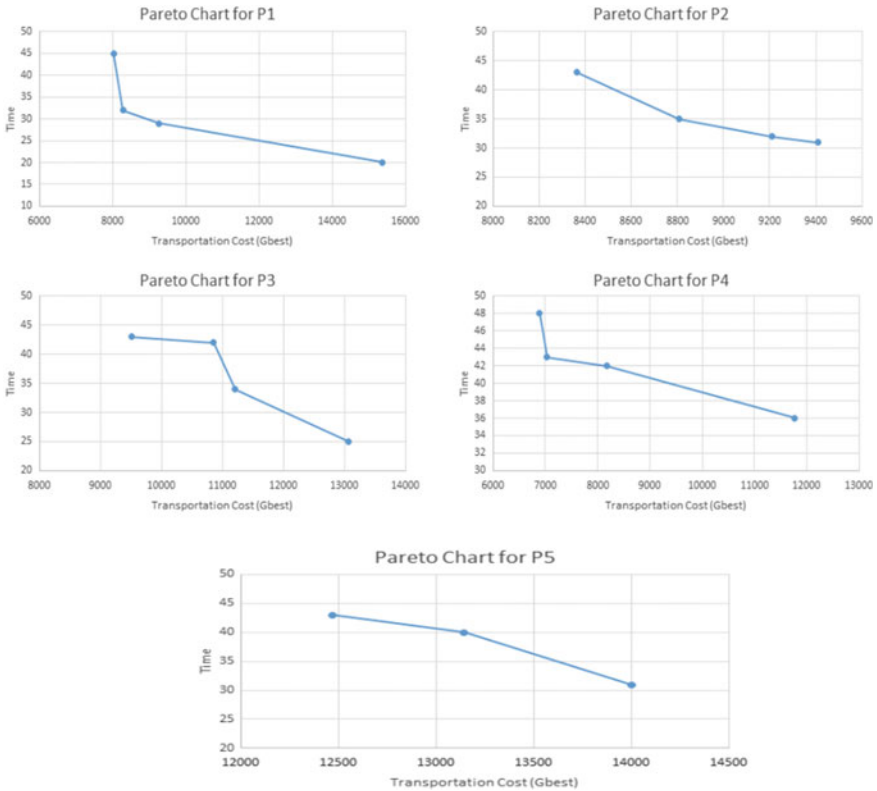 Pareto Chart for P1
50
45
40
35
30
25
20
15
10
Time
6000 8000 10000 12000 14000 16000
Transportation Cost (Gbest)
Pareto Chart for P2
50
45
40
35
30
25
20
Time
8000 8200 8400 8600 8800 9000 9200 9400 9600
Transportation Cost (Gbest)
Pareto Chart for P3
50
45
40
35
30
25
20
Time
8000 9000 10000 11000 12000 13000 14000
Transportation Cost (Gbest)
Pareto Chart for P4
50
48
46
44
42
40
38
36
34
32
30
Time
6000 7000 8000 9000 10000 11000 12000 13000
Transportation Cost (Gbest)
Pareto Chart for P5
50
45
40
35
30
25
20
Time
12000 12500 13000 13500 14000 14500
Transportation Cost (Gbest)